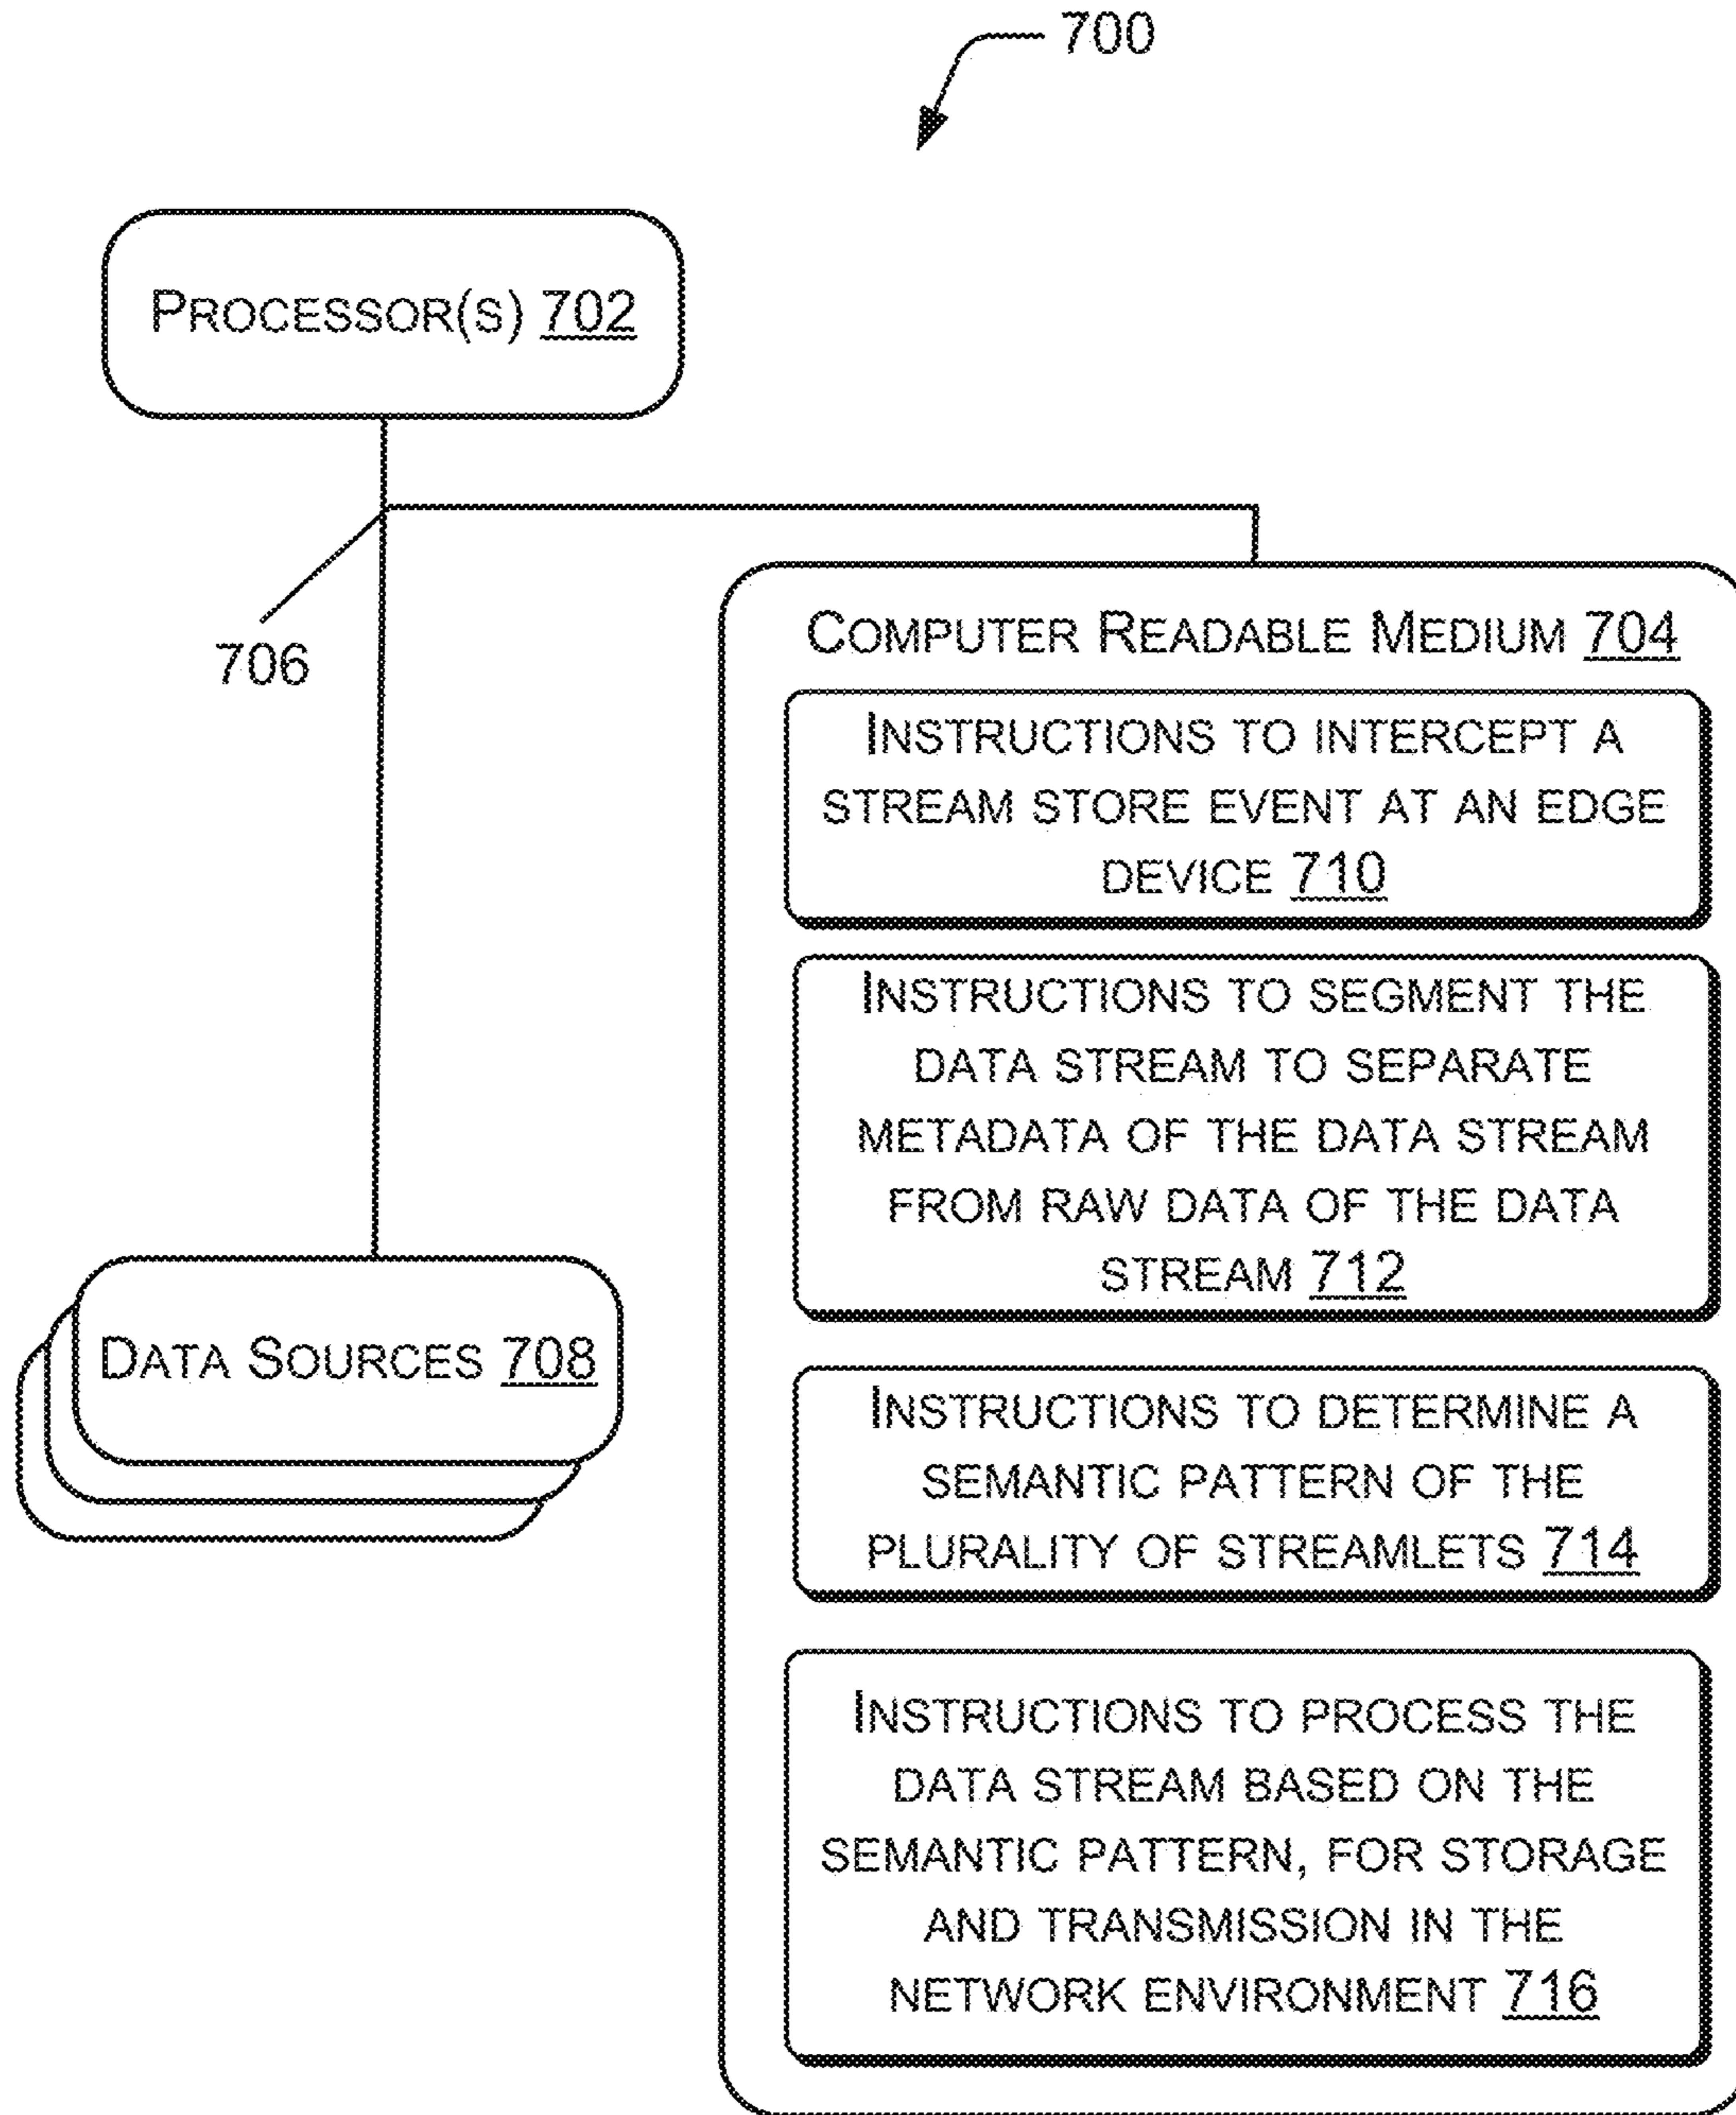 700
PROCESSOR(S) 702
706
COMPUTER READABLE MEDIUM 704
INSTRUCTIONS TO INTERCEPT A
STREAM STORE EVENT AT AN EDGE
DEVICE 710
INSTRUCTIONS TO SEGMENT THE
DATA STREAM TO SEPARATE
METADATA OF THE DATA STREAM
FROM RAW DATA OF THE DATA
STREAM 712
DATA SOURCES 708
INSTRUCTIONS TO DETERMINE A
SEMANTIC PATTERN OF THE
PLURALITY OF STREAMLETS 714
INSTRUCTIONS TO PROCESS THE
DATA STREAM BASED ON THE
SEMANTIC PATTERN, FOR STORAGE
AND TRANSMISSION IN THE
NETWORK ENVIRONMENT 716